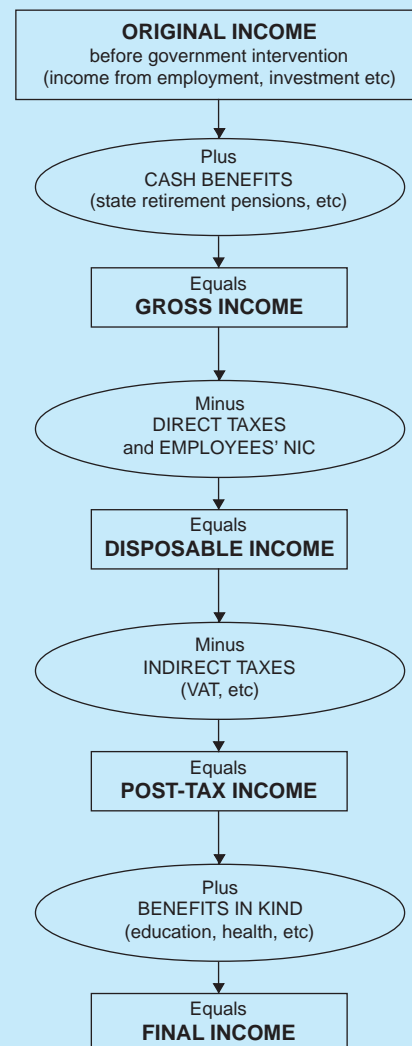 ORIGINAL INCOME
before government intervention
(income from employment, investment etc)
Plus
CASH BENEFITS
(state retirement pensions, etc)
Equals
GROSS INCOME
Minus
DIRECT TAXES
and EMPLOYEES' NIC
Equals
DISPOSABLE INCOME
Minus
INDIRECT TAXES
(VAT, etc)
Equals
POST-TAX INCOME
Plus
BENEFITS IN KIND
(education, health, etc)
Equals
FINAL INCOME